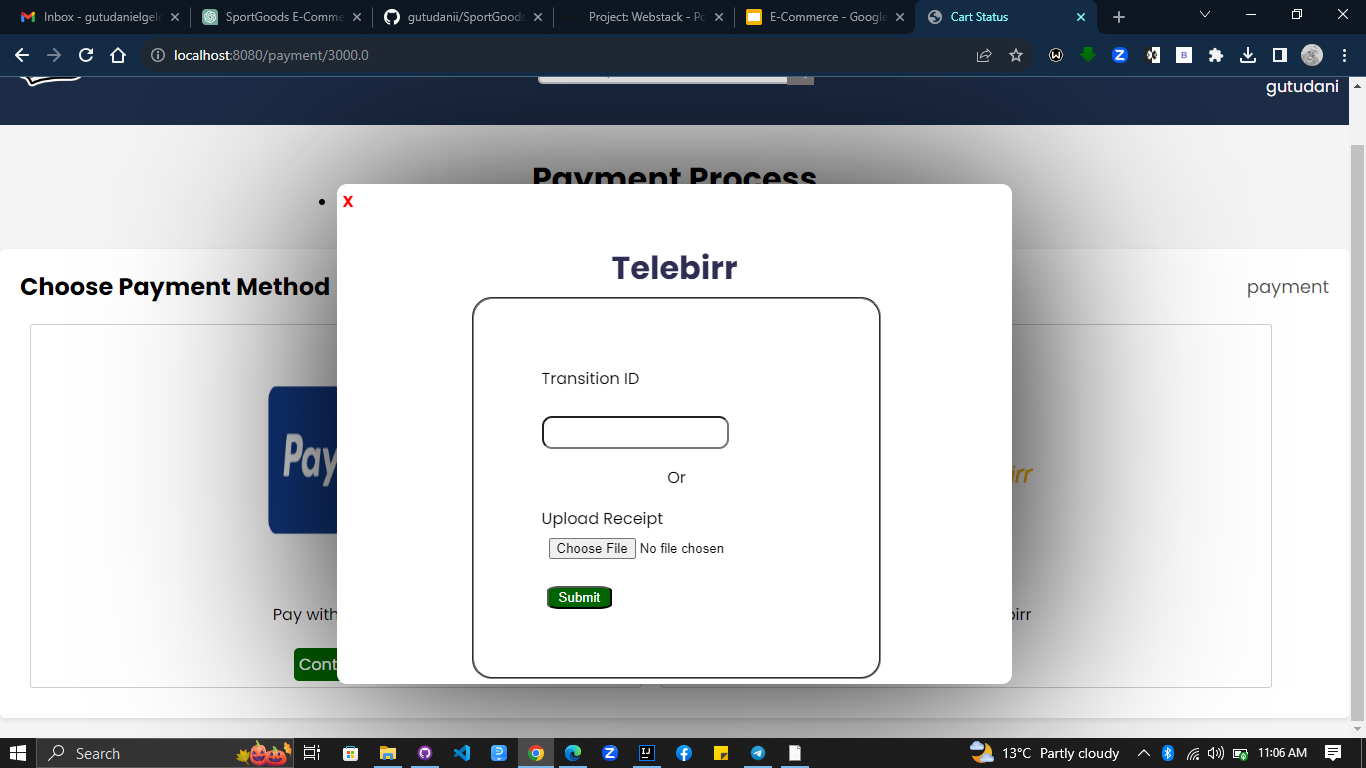 Inbox - gutudanielgele
SportGoods E-Comme
gutudanii/SportGoods
Project: Webstack - Po
E-Commerce - Google
Cart Status
localhost:8080/payment/3000.0
gutudani
Payment Process
X
Telebirr
Choose Payment Method
payment
Transition ID
Pay
irr
Or
Upload Receipt
Choose File No file chosen
Submit
Pay with
birr
Cont
Search
13°C Partly cloudy
11:06 AM